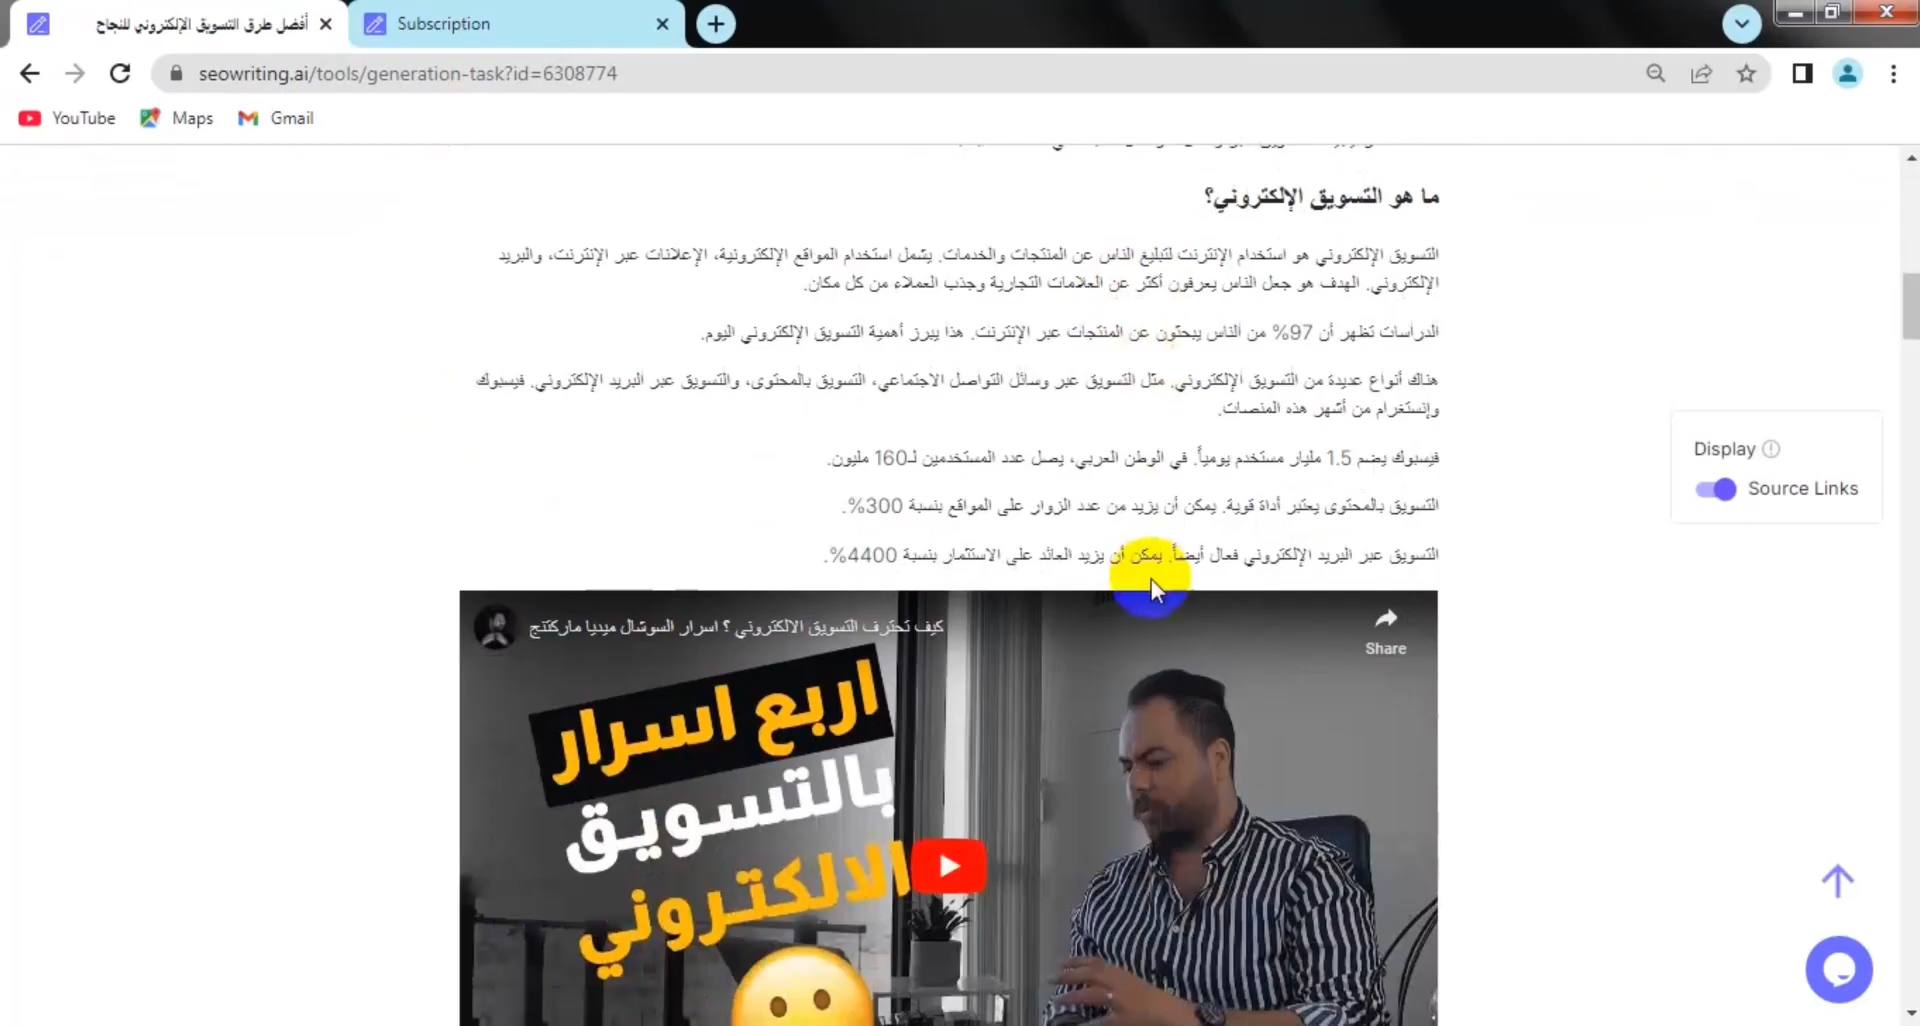 أفضل طرق التسويق الإلكتروني للنجاح
Subscription
seowriting.ai/tools/generation-task?id=6308774
YouTube
Maps
Gmail
ما هو التسويق الإلكتروني؟
التسويق الإلكتروني هو استخدام الإنترنت لتبليغ الناس عن المنتجات والخدمات. يشمل استخدام المواقع الإلكترونية، الإعلانات عبر الإنترنت، والبريد
الإلكتروني. الهدف هو جعل الناس يعرفون أكثر عن العلامات التجارية وجذب العملاء من كل مكان.
الدراسات تظهر أن 97% من الناس يبحثون عن المنتجات عبر الإنترنت. هذا يبرز أهمية التسويق الإلكتروني اليوم.
هناك أنواع عديدة من التسويق الإلكتروني. مثل التسويق عبر وسائل التواصل الاجتماعي، التسويق بالمحتوى، والتسويق عبر البريد الإلكتروني. فيسبوك
وإنستغرام من أشهر هذه المنصات.
فيسبوك يضم 1.5 مليار مستخدم يومياً. في الوطن العربي، يصل عدد المستخدمين لـ160 مليون.
التسويق بالمحتوى يعتبر أداة قوية. يمكن أن يزيد من عدد الزوار على المواقع بنسبة 300%.
التسويق عبر البريد الإلكتروني فعال أيضاً. يمكن أن يزيد العائد على الاستثمار بنسبة 4400%.
Display
Source Links
كيف تحترف التسويق الالكتروني ؟ اسرار السوشال ميديا ماركتنج
Share
اربع اسرار
بالتسويق
الالكتروني